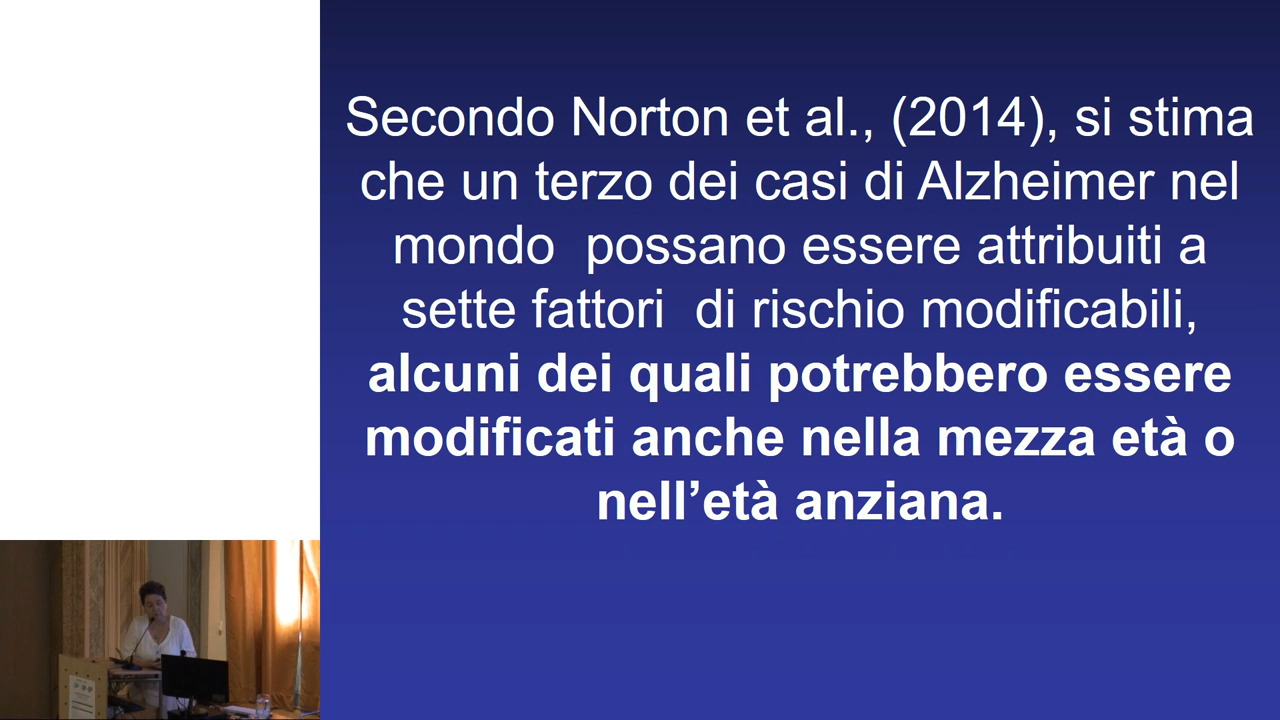 Secondo Norton et al., (2014), si stima
che un terzo dei casi di Alzheimer nel
mondo possano essere attribuiti a
sette fattori di rischio modificabili,
alcuni dei quali potrebbero essere
modificati anche nella mezza età o
nell’età anziana.